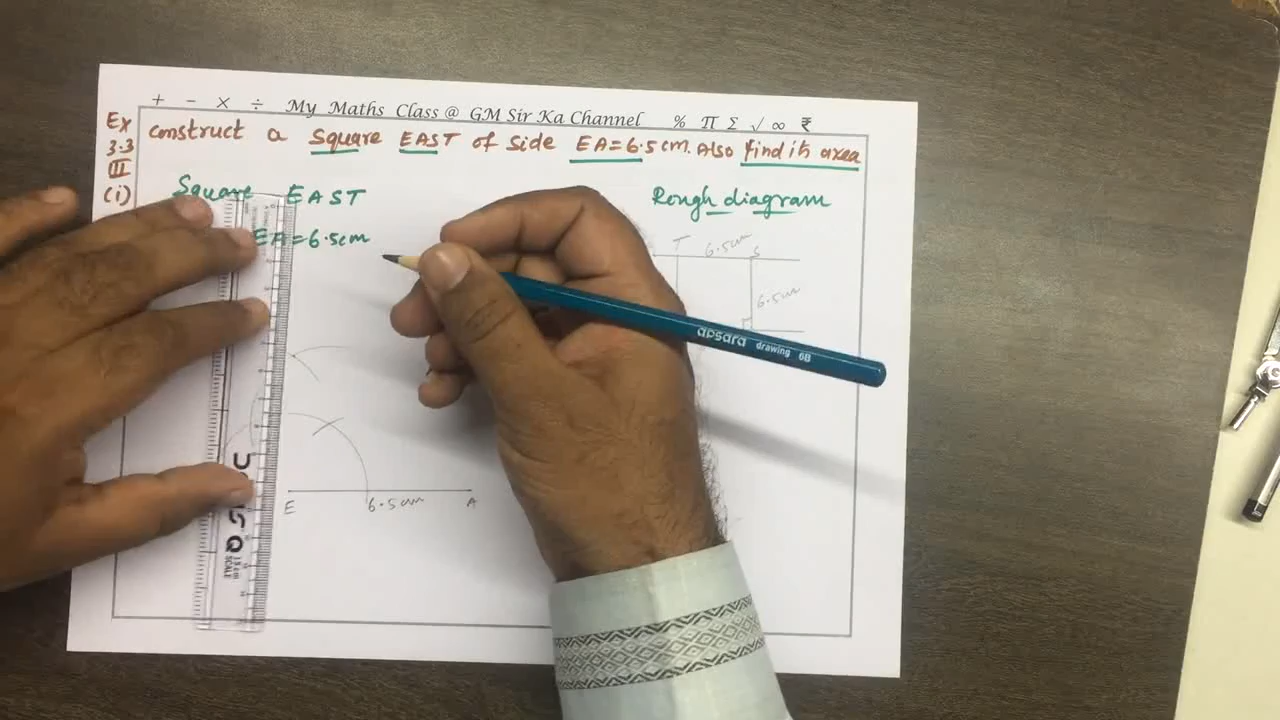 + − × ÷ My Maths Class @ GM Sir Ka Channel % Π Σ √ ∞ ₹
Ex 3.3 III (i)
Construct a Square EAST of side EA=6.5cm. Also find its area
Square EAST
EA=6.5cm
Rough diagram
T 6.5cm S
6.5cm
E 6.5cm A
apsara drawing 6B
SCALE